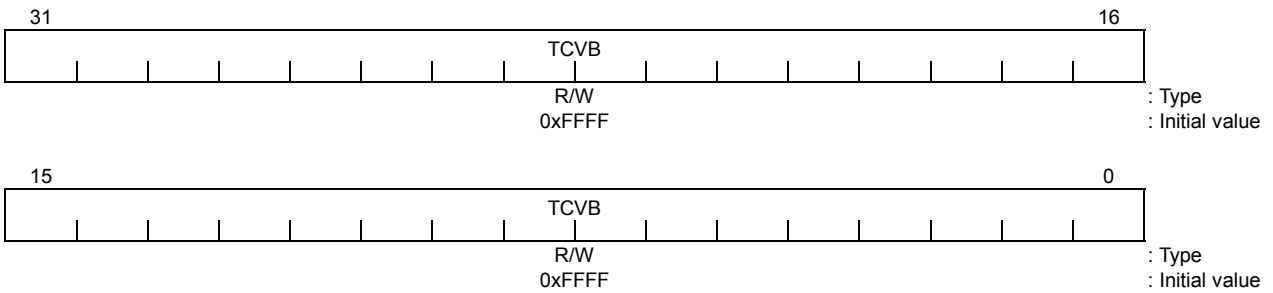 31 16
TCVB
R/W : Type
0xFFFF : Initial value
15 0
TCVB
R/W : Type
0xFFFF : Initial value